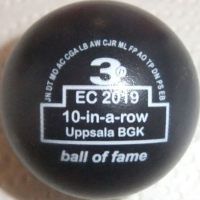 JN DT MO AC CGA LB AW CJR ML FP AO TP DN PS EB
3D
EC 2019
10-in-a-row
Uppsala BGK
ball of fame